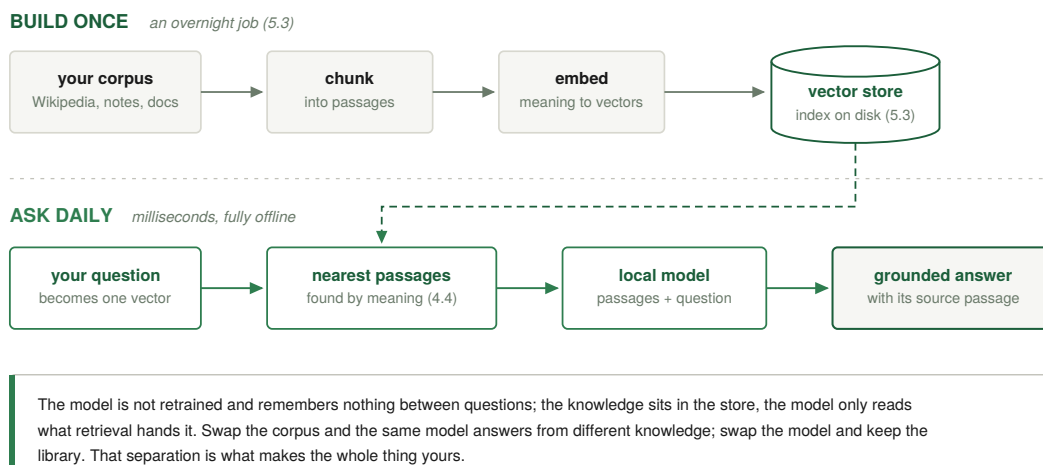 BUILD ONCE an overnight job (5.3)
your corpus
Wikipedia, notes, docs
chunk
into passages
embed
meaning to vectors
vector store
index on disk (5.3)
ASK DAILY milliseconds, fully offline
your question
becomes one vector
nearest passages
found by meaning (4.4)
local model
passages + question
grounded answer
with its source passage
The model is not retrained and remembers nothing between questions; the knowledge sits in the store, the model only reads
what retrieval hands it. Swap the corpus and the same model answers from different knowledge; swap the model and keep the
library. That separation is what makes the whole thing yours.